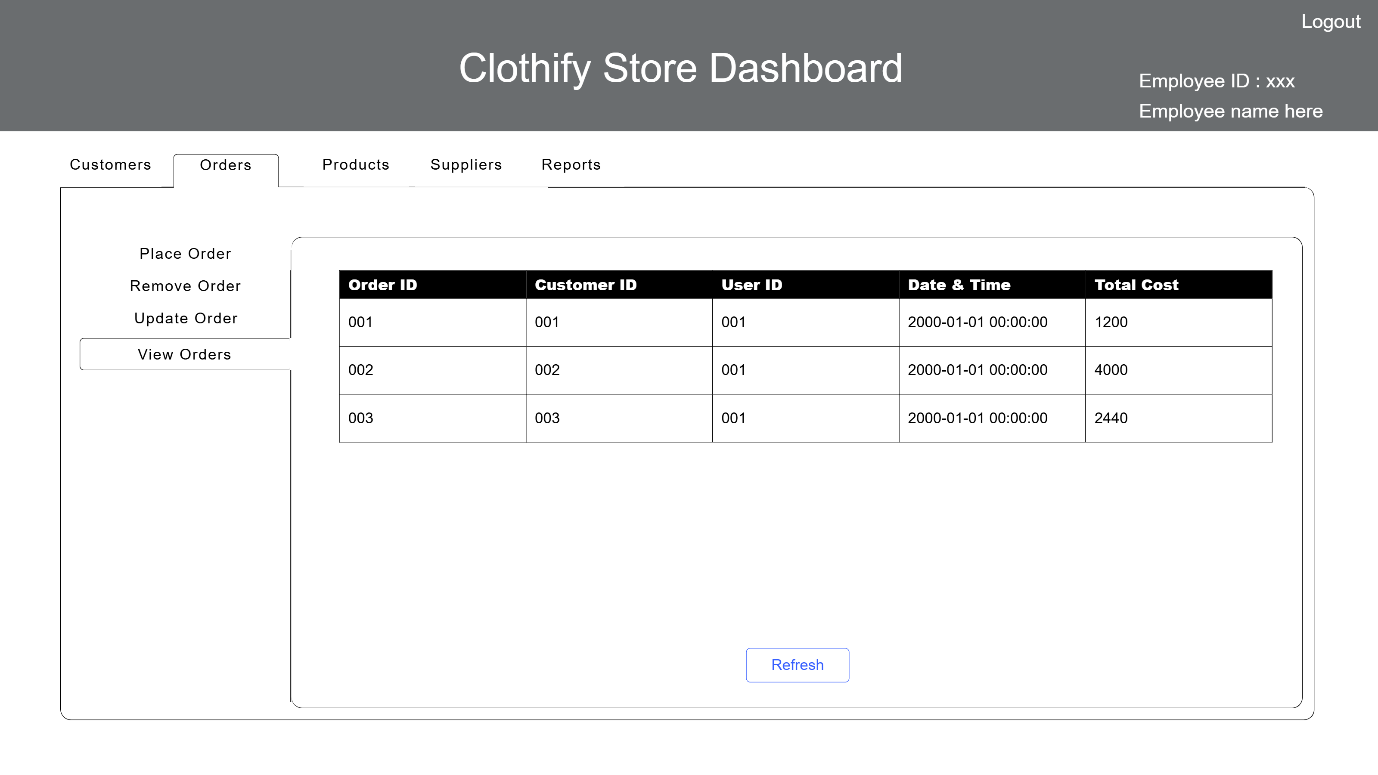 Logout
Clothify Store Dashboard
Employee ID : xxx
Employee name here
Customers Orders Products Suppliers Reports
Place Order
Remove Order
Update Order
View Orders
Order ID Customer ID User ID Date & Time Total Cost
001 001 001 2000-01-01 00:00:00 1200
002 002 001 2000-01-01 00:00:00 4000
003 003 001 2000-01-01 00:00:00 2440
Refresh